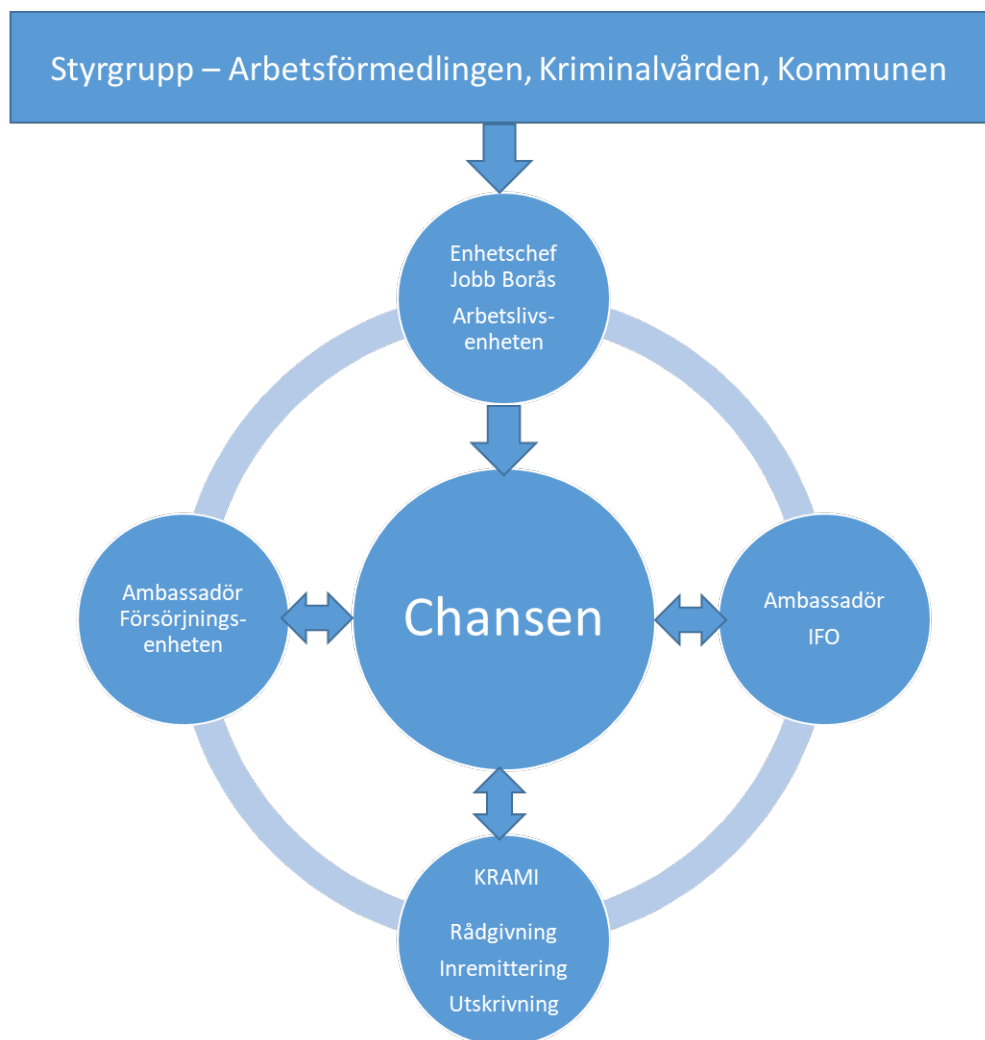 Styrgrupp – Arbetsförmedlingen, Kriminalvården, Kommunen
Enhetschef
Jobb Borås
Arbetslivs-
enheten
Ambassadör
Försörjnings-
enheten
Chansen
Ambassadör
IFO
KRAMI
Rådgivning
Inremittering
Utskrivning